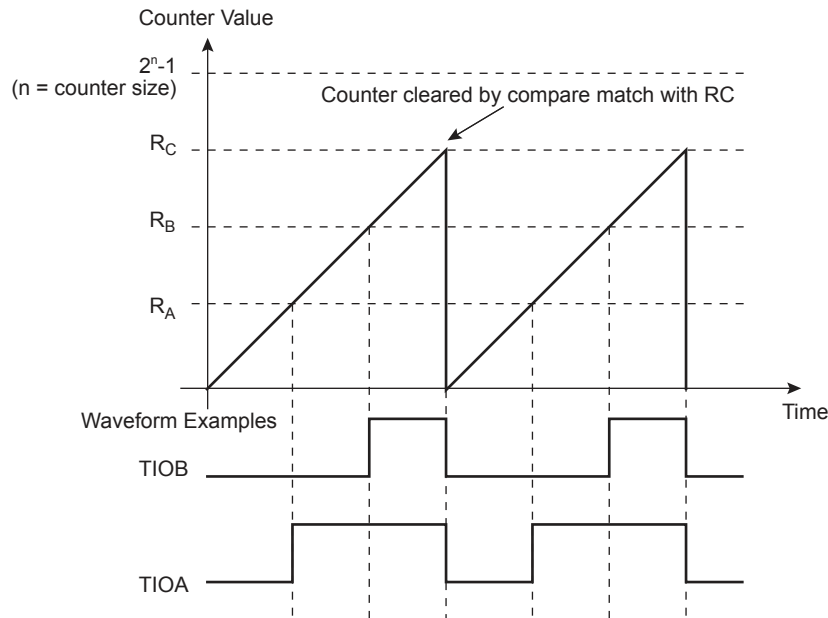 Counter Value
2ⁿ-1
(n = counter size)
Counter cleared by compare match with RC
R_C
R_B
R_A
Time
Waveform Examples
TIOB
TIOA